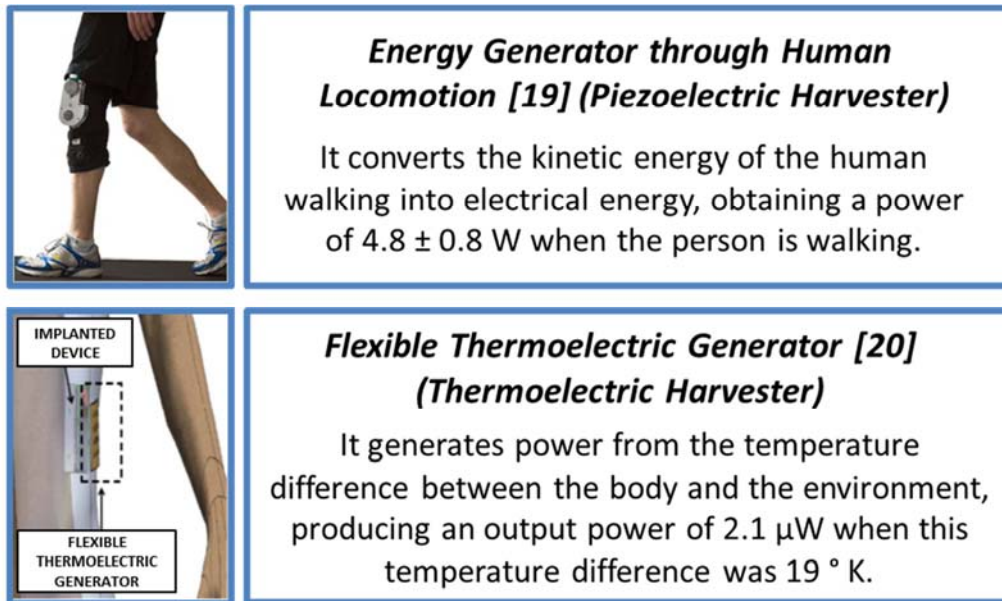 Energy Generator through Human
Locomotion [19] (Piezoelectric Harvester)
It converts the kinetic energy of the human
walking into electrical energy, obtaining a power
of 4.8 ± 0.8 W when the person is walking.
IMPLANTED
DEVICE
FLEXIBLE
THERMOELECTRIC
GENERATOR
Flexible Thermoelectric Generator [20]
(Thermoelectric Harvester)
It generates power from the temperature
difference between the body and the environment,
producing an output power of 2.1 µW when this
temperature difference was 19 ° K.